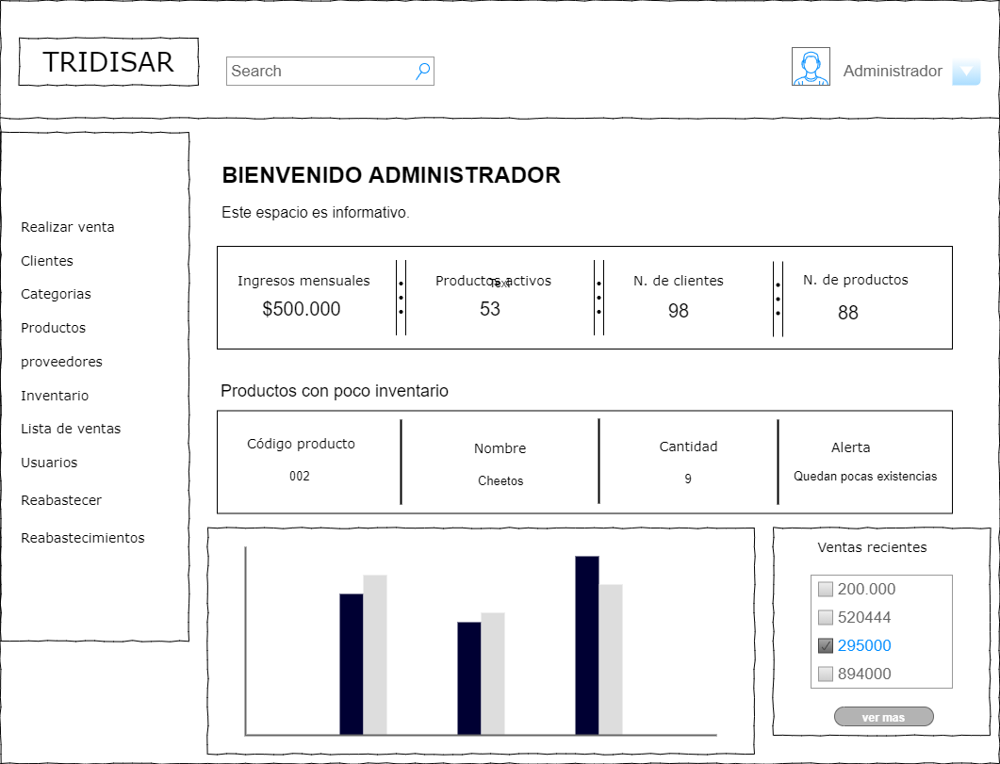 TRIDISAR
Search
Administrador
Realizar venta
Clientes
Categorias
Productos
proveedores
Inventario
Lista de ventas
Usuarios
Reabastecer
Reabastecimientos
BIENVENIDO ADMINISTRADOR
Este espacio es informativo.
Ingresos mensuales
$500.000
Productos activos
Text
53
N. de clientes
98
N. de productos
88
Productos con poco inventario
Código producto
002
Nombre
Cheetos
Cantidad
9
Alerta
Quedan pocas existencias
Ventas recientes
200.000
520444
295000
894000
ver mas